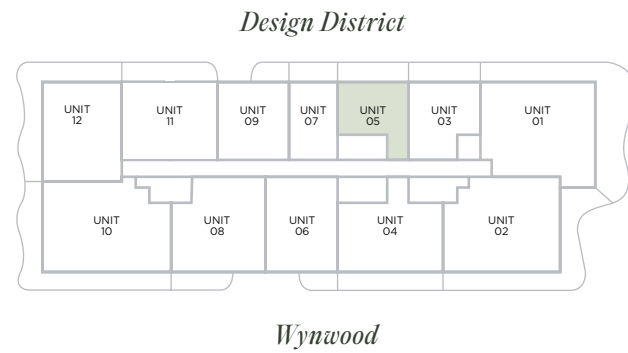 Design District
UNIT
12
UNIT
11
UNIT
09
UNIT
07
UNIT
05
UNIT
03
UNIT
01
UNIT
10
UNIT
08
UNIT
06
UNIT
04
UNIT
02
Wynwood